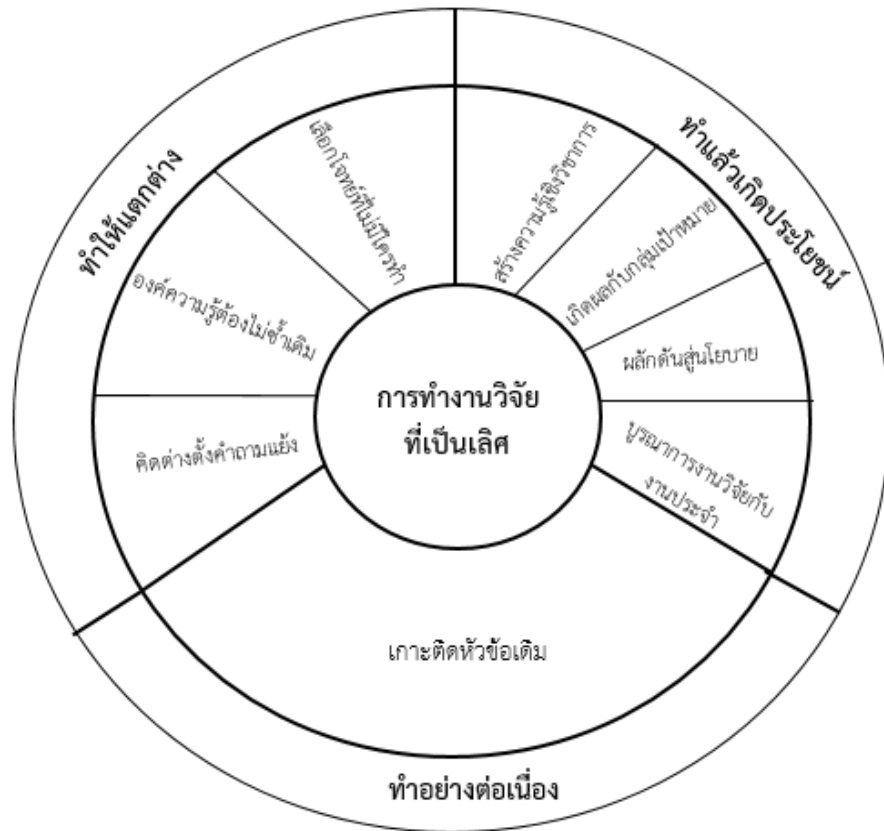 ทำให้แตกต่าง
เลือกโจทย์ที่ไม่มีใครทำ
องค์ความรู้ต้องไม่ซ้ำเดิม
คิดต่างตั้งคำถามแย้ง
ทำแล้วเกิดประโยชน์
สร้างความรู้เชิงวิชาการ
เกิดผลกับกลุ่มเป้าหมาย
ผลักดันสู่นโยบาย
บูรณาการงานวิจัยกับ
งานประจำ
การทำงานวิจัย
ที่เป็นเลิศ
เกาะติดหัวข้อเดิม
ทำอย่างต่อเนื่อง